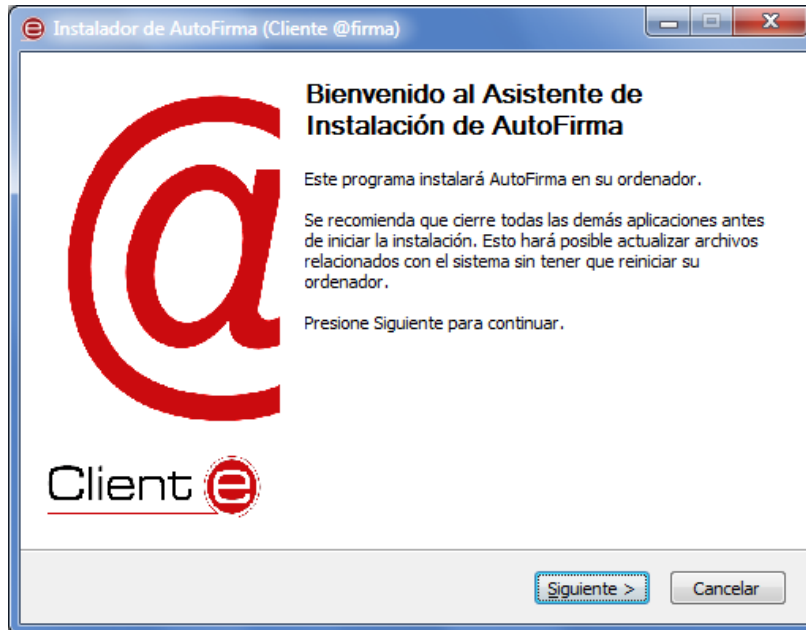 Instalador de AutoFirma (Cliente @firma)
Bienvenido al Asistente de
Instalación de AutoFirma
Este programa instalará AutoFirma en su ordenador.
Se recomienda que cierre todas las demás aplicaciones antes
de iniciar la instalación. Esto hará posible actualizar archivos
relacionados con el sistema sin tener que reiniciar su
ordenador.
Presione Siguiente para continuar.
@
Client e
Siguiente >
Cancelar